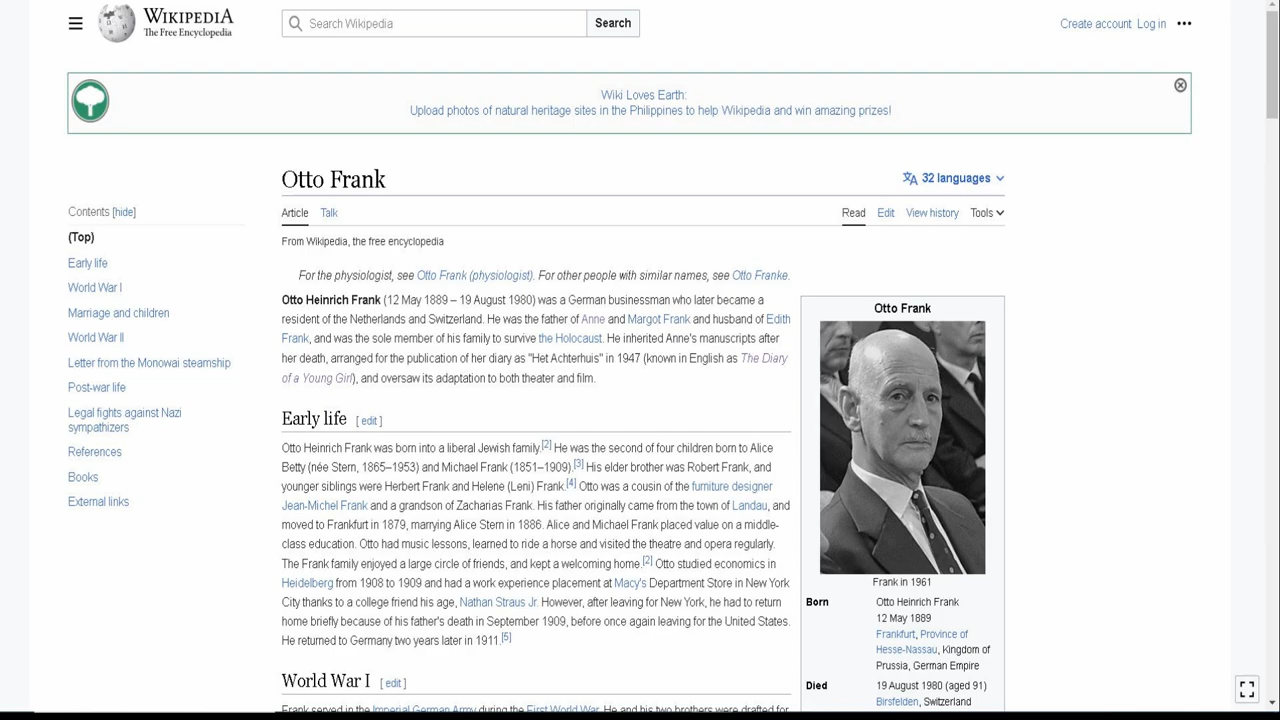 WIKIPEDIA
The Free Encyclopedia
Search Wikipedia
Search
Create account Log in
Wiki Loves Earth:
Upload photos of natural heritage sites in the Philippines to help Wikipedia and win amazing prizes!
Otto Frank
32 languages
Article Talk
Read Edit View history Tools
From Wikipedia, the free encyclopedia
Contents [hide]
(Top)
Early life
World War I
Marriage and children
World War II
Letter from the Monowai steamship
Post-war life
Legal fights against Nazi
sympathizers
References
Books
External links
For the physiologist, see Otto Frank (physiologist). For other people with similar names, see Otto Franke.
Otto Heinrich Frank (12 May 1889 – 19 August 1980) was a German businessman who later became a
resident of the Netherlands and Switzerland. He was the father of Anne and Margot Frank and husband of Edith
Frank, and was the sole member of his family to survive the Holocaust. He inherited Anne's manuscripts after
her death, arranged for the publication of her diary as "Het Achterhuis" in 1947 (known in English as The Diary
of a Young Girl), and oversaw its adaptation to both theater and film.
Early life [ edit ]
Otto Heinrich Frank was born into a liberal Jewish family.[2] He was the second of four children born to Alice
Betty (née Stern, 1865–1953) and Michael Frank (1851–1909).[3] His elder brother was Robert Frank, and
younger siblings were Herbert Frank and Helene (Leni) Frank.[4] Otto was a cousin of the furniture designer
Jean-Michel Frank and a grandson of Zacharias Frank. His father originally came from the town of Landau, and
moved to Frankfurt in 1879, marrying Alice Stern in 1886. Alice and Michael Frank placed value on a middle-
class education. Otto had music lessons, learned to ride a horse and visited the theatre and opera regularly.
The Frank family enjoyed a large circle of friends, and kept a welcoming home.[2] Otto studied economics in
Heidelberg from 1908 to 1909 and had a work experience placement at Macy's Department Store in New York
City thanks to a college friend his age, Nathan Straus Jr. However, after leaving for New York, he had to return
home briefly because of his father's death in September 1909, before once again leaving for the United States.
He returned to Germany two years later in 1911.[5]
World War I [ edit ]
Frank served in the Imperial German Army during the First World War. He and his two brothers were drafted for
Otto Frank
Frank in 1961
Born Otto Heinrich Frank
12 May 1889
Frankfurt, Province of
Hesse-Nassau, Kingdom of
Prussia, German Empire
Died 19 August 1980 (aged 91)
Birsfelden, Switzerland